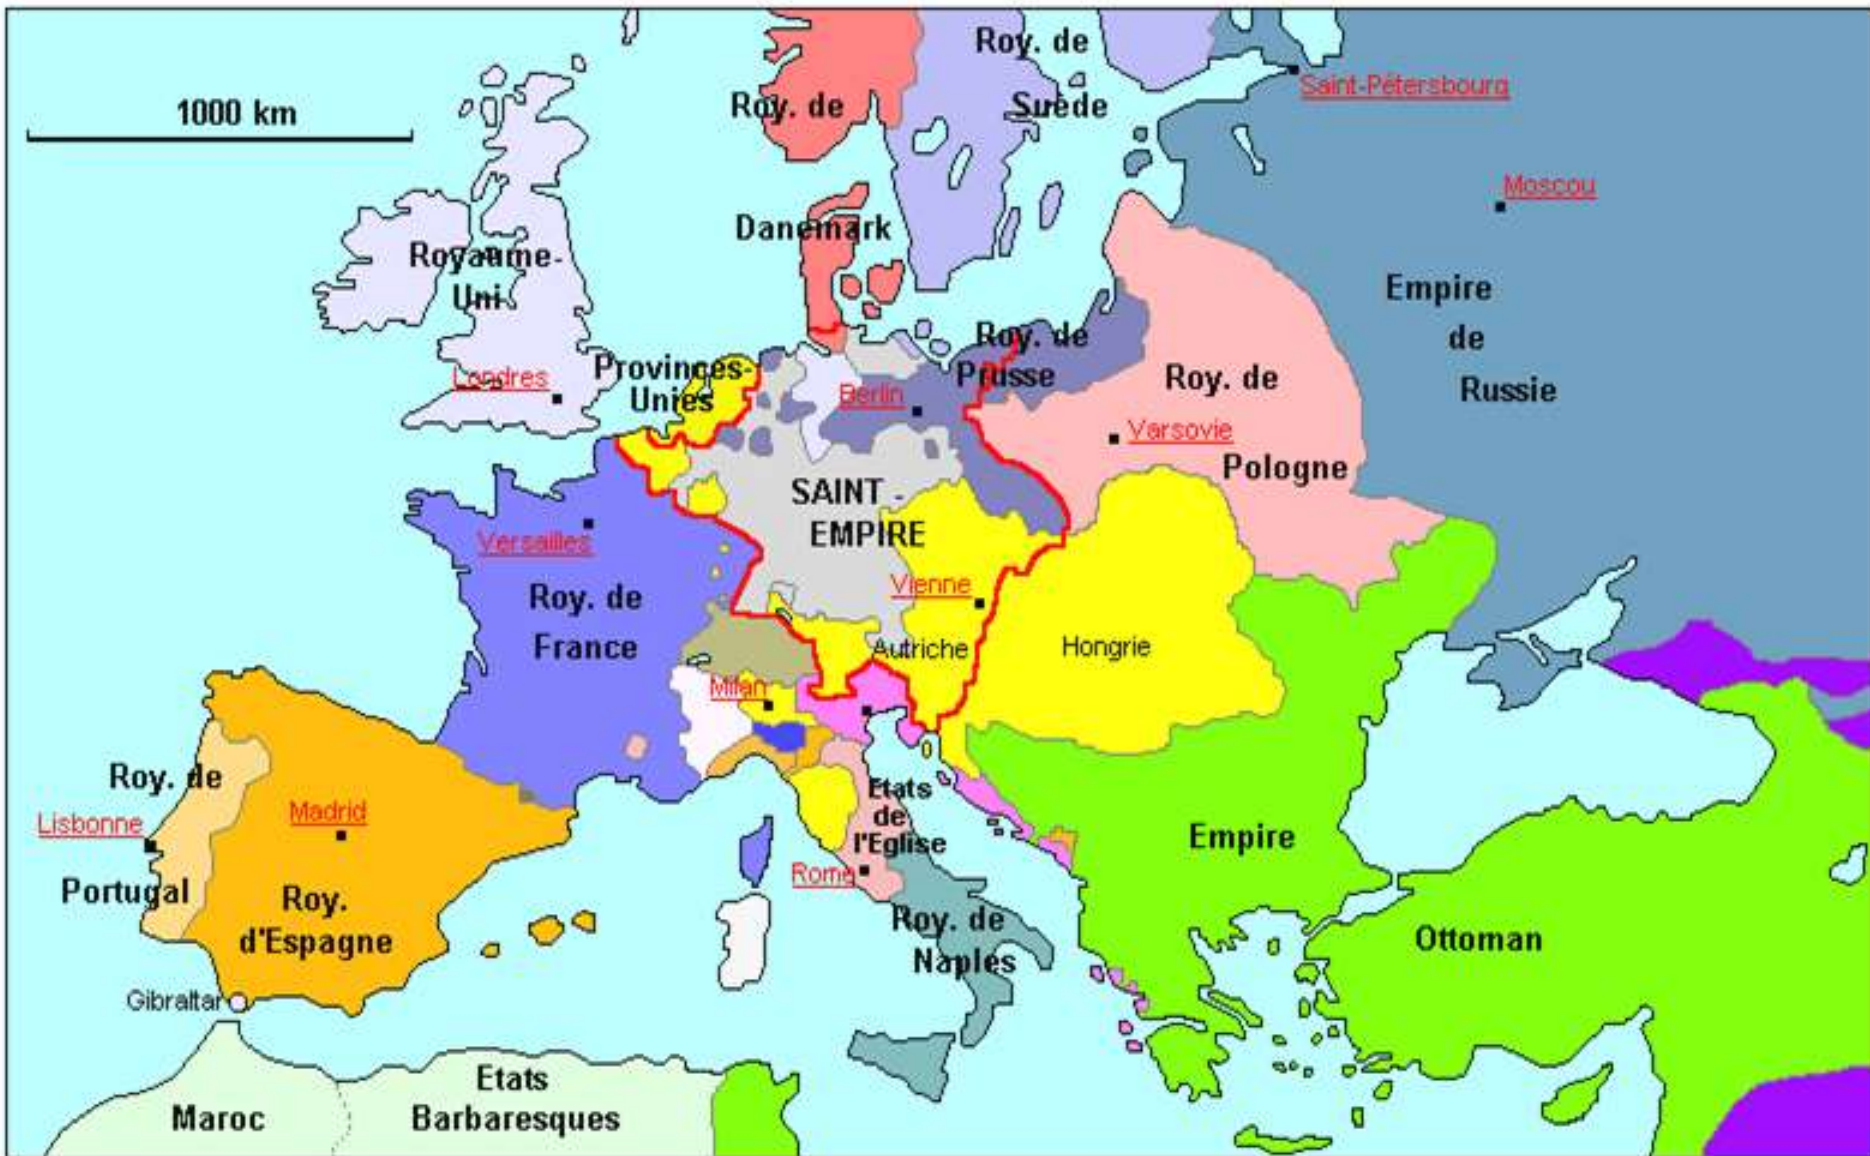 Roy. de
Suède
Saint-Pétersbourg
1000 km
Roy. de
Moscou
Danemark
Royaume-
Uni
Empire
de
Russie
Roy. de
Prusse
Provinces-
Unies
Londres
Berlin
Roy. de
Varsovie
Pologne
SAINT -
EMPIRE
Versailles
Vienne
Roy. de
France
Autriche
Hongrie
Milan
Roy. de
Lisbonne
Portugal
Madrid
Roy.
d'Espagne
Etats
de
l'Eglise
Rome
Roy. de
Naples
Empire
Ottoman
Gibraltar
Maroc
Etats
Barbaresques